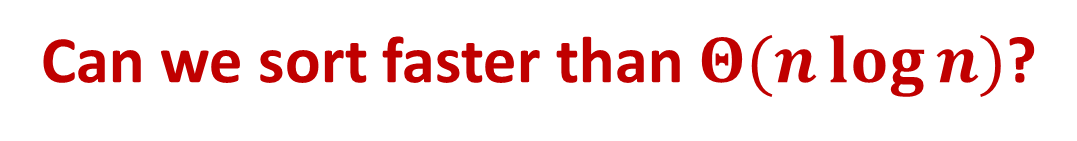 Can we sort faster than Θ(n log n)?